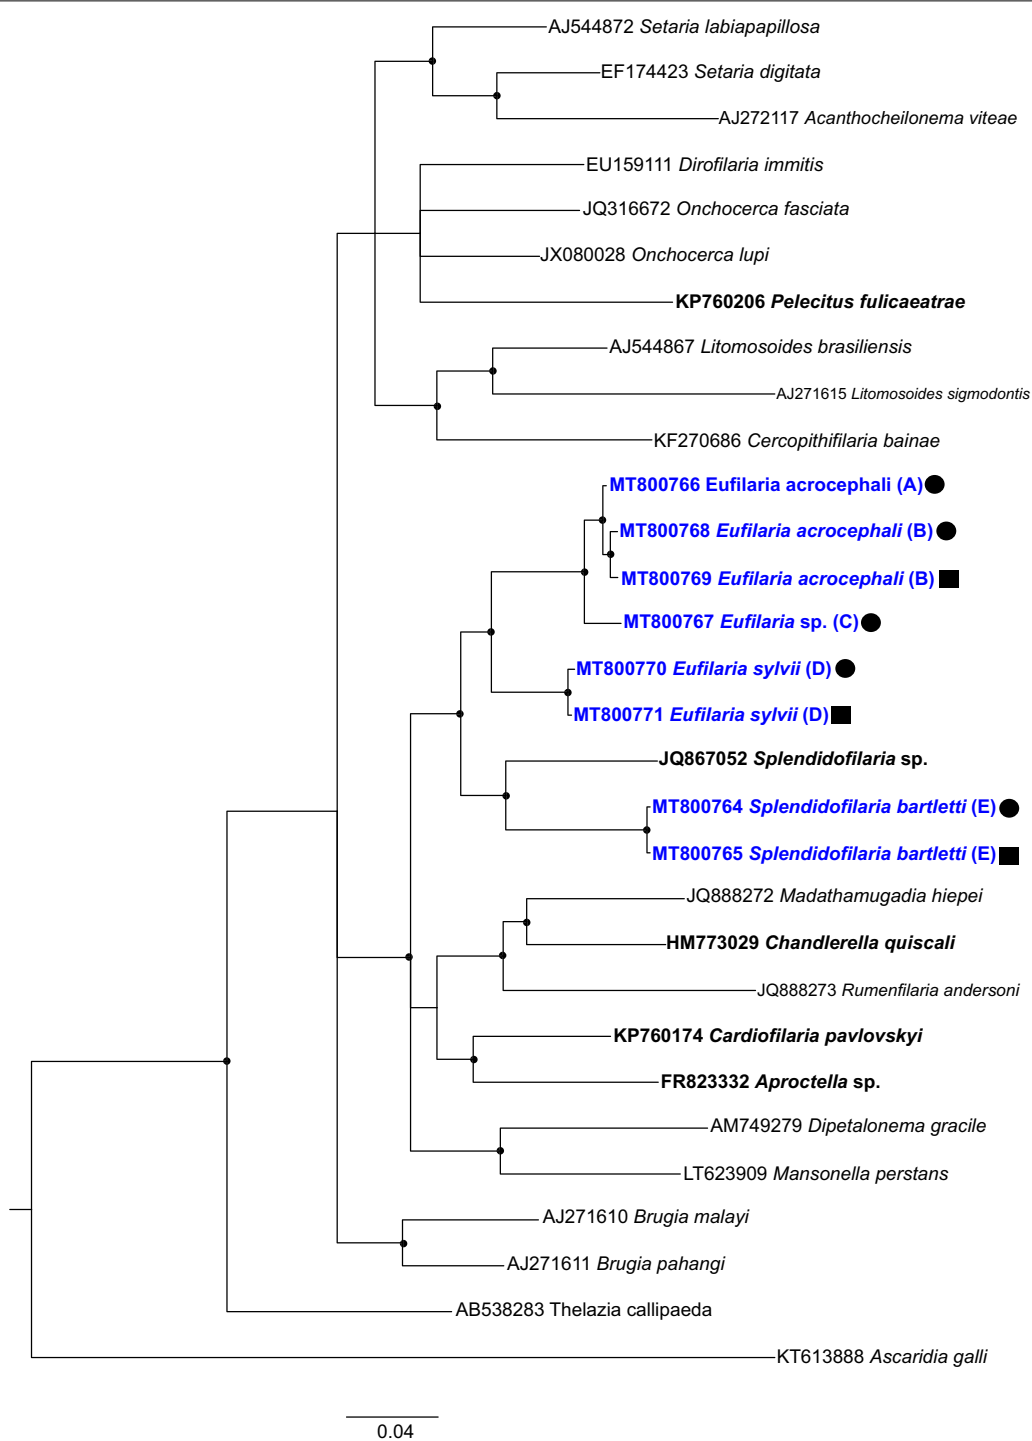 AJ544872 Setaria labiapapillosa
EF174423 Setaria digitata
AJ272117 Acanthocheilonema viteae
EU159111 Dirofilaria immitis
JQ316672 Onchocerca fasciata
JX080028 Onchocerca lupi
KP760206 Pelecitus fulicaeatrae
AJ544867 Litomosoides brasiliensis
AJ271615 Litomosoides sigmodontis
KF270686 Cercopithifilaria bainae
MT800766 Eufilaria acrocephali (A)
MT800768 Eufilaria acrocephali (B)
MT800769 Eufilaria acrocephali (B)
MT800767 Eufilaria sp. (C)
MT800770 Eufilaria sylvii (D)
MT800771 Eufilaria sylvii (D)
JQ867052 Splendidofilaria sp.
MT800764 Splendidofilaria bartletti (E)
MT800765 Splendidofilaria bartletti (E)
JQ888272 Madathamugadia hiepei
HM773029 Chandlerella quiscali
JQ888273 Rumenfilaria andersoni
KP760174 Cardiofilaria pavlovskyi
FR823332 Aproctella sp.
AM749279 Dipetalonema gracile
LT623909 Mansonella perstans
AJ271610 Brugia malayi
AJ271611 Brugia pahangi
AB538283 Thelazia callipaeda
KT613888 Ascaridia galli
0.04